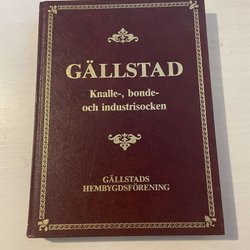 GÄLLSTAD
Knalle-, bonde-
och industrisocken
GÄLLSTADS
HEMBYGDSFÖRENING